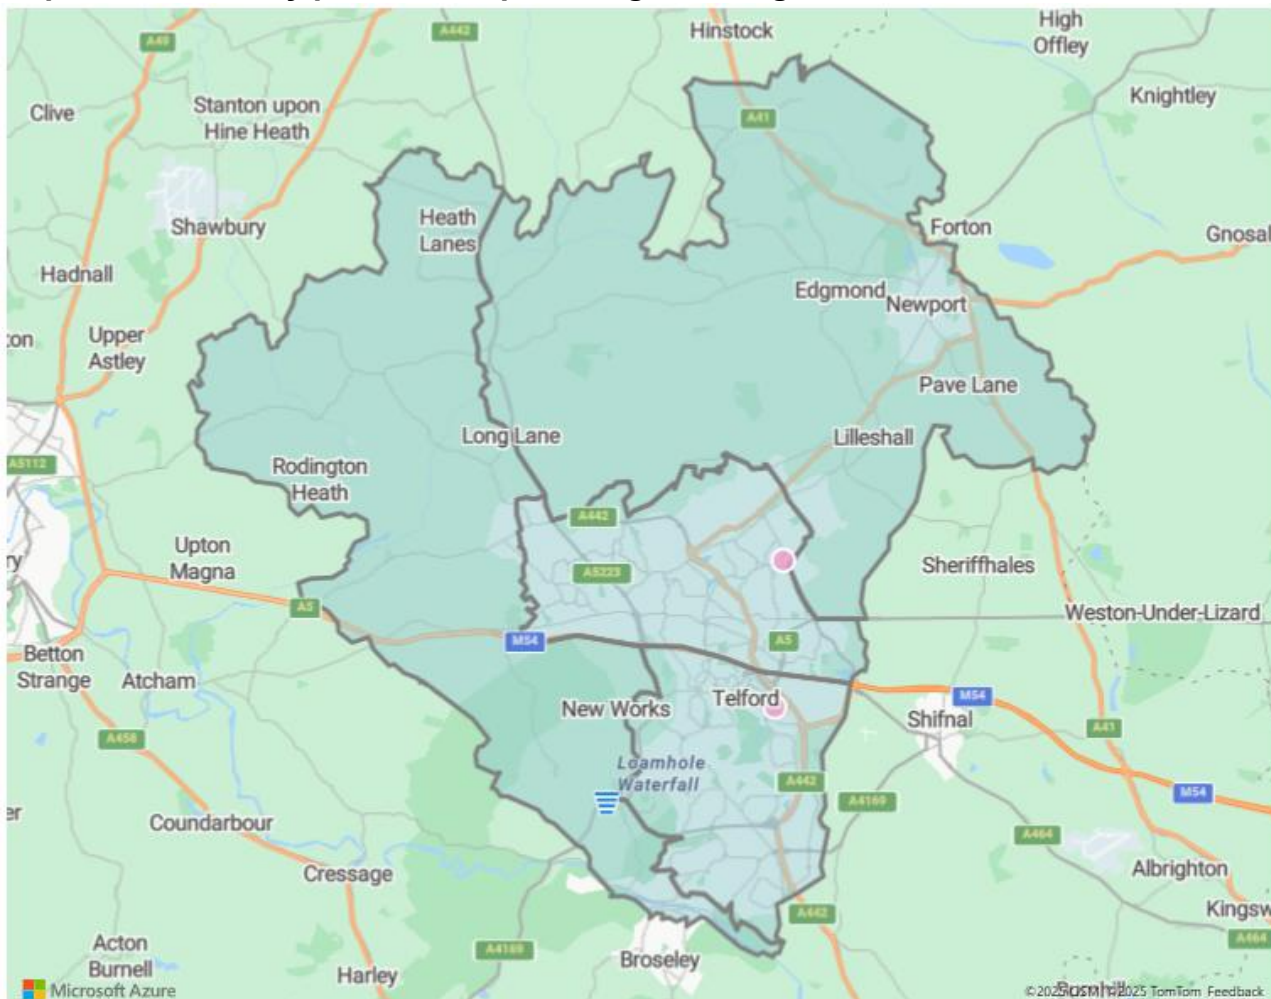 Hinstock
High
Offley
A49
A442
Clive
Stanton upon
Hine Heath
A41
Knightley
Shawbury
Heath
Lanes
Forton
Gnosal
Hadnall
Edgmond
Newport
Upper
Astley
Pave Lane
Long Lane
Lilleshall
A5112
Rodington
Heath
A442
Upton
Magna
A5223
Sheriffhales
A5
Weston-Under-Lizard
M54
A5
Betton
Strange
Atcham
New Works
Telford
M54
Shifnal
A458
A41
Loamhole
Waterfall
A442
A4169
M54
Coundarbour
A464
Cressage
Albrighton
A442
Kingsw
A464
Acton
Burnell
A4169
Broseley
Harley
Microsoft Azure
©2025 TomTom Feedback